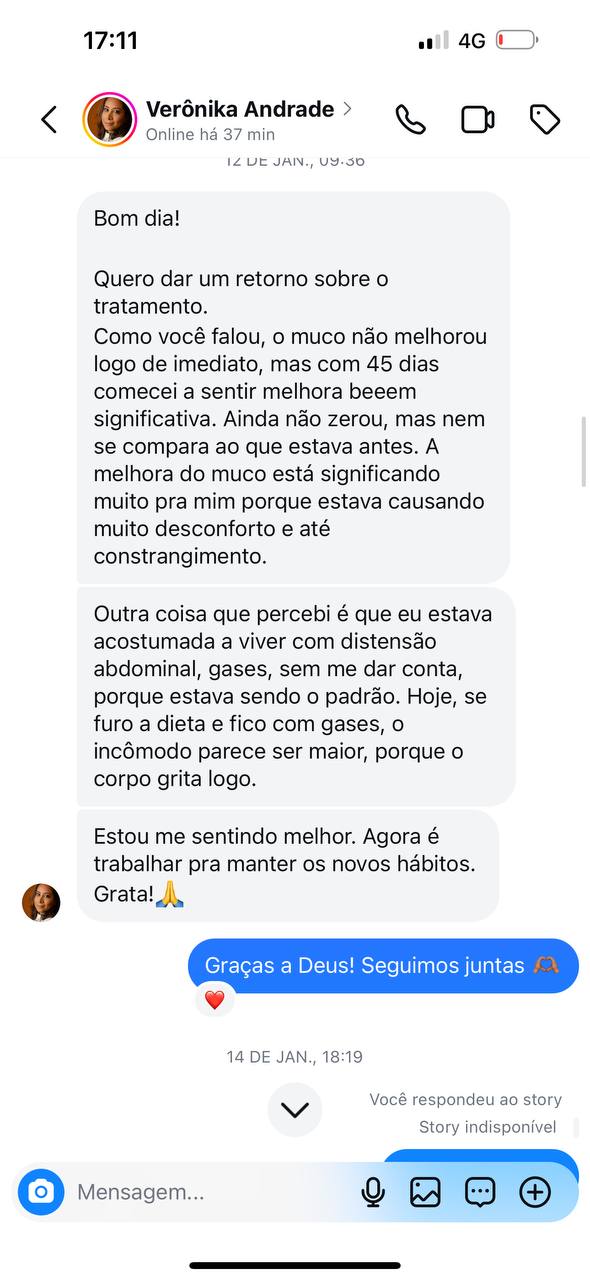 17:11
4G
Verônika Andrade
Online há 37 min
12 DE JAN., 09:36
Bom dia!
Quero dar um retorno sobre o
tratamento.
Como você falou, o muco não melhorou
logo de imediato, mas com 45 dias
comecei a sentir melhora beeem
significativa. Ainda não zerou, mas nem
se compara ao que estava antes. A
melhora do muco está significando
muito pra mim porque estava causando
muito desconforto e até
constrangimento.
Outra coisa que percebi é que eu estava
acostumada a viver com distensão
abdominal, gases, sem me dar conta,
porque estava sendo o padrão. Hoje, se
furo a dieta e fico com gases, o
incômodo parece ser maior, porque o
corpo grita logo.
Estou me sentindo melhor. Agora é
trabalhar pra manter os novos hábitos.
Grata!🙏
Graças a Deus! Seguimos juntas 🫶🏾
❤️
14 DE JAN., 18:19
Você respondeu ao story
Story indisponível
Mensagem...